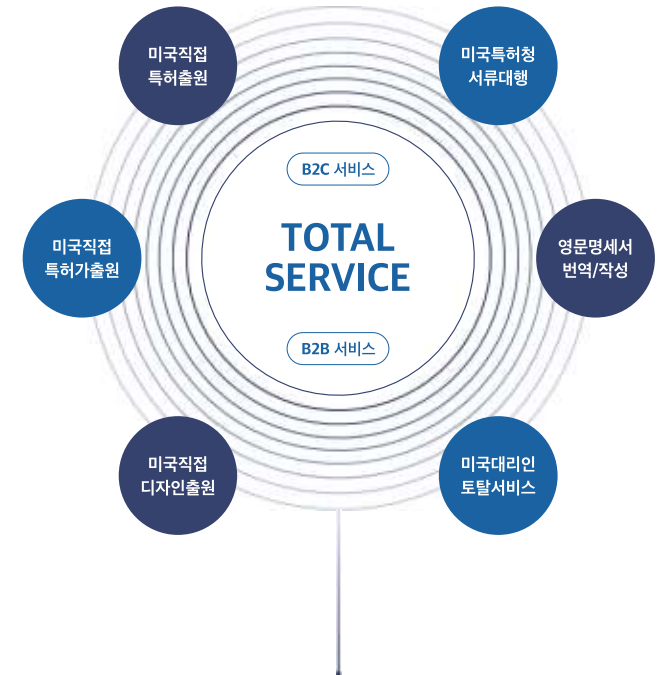 미국직접
특허출원
미국특허청
서류대행
B2C 서비스
TOTAL
SERVICE
미국직접
특허가출원
영문명세서
번역/작성
B2B 서비스
미국직접
디자인출원
미국대리인
토탈서비스